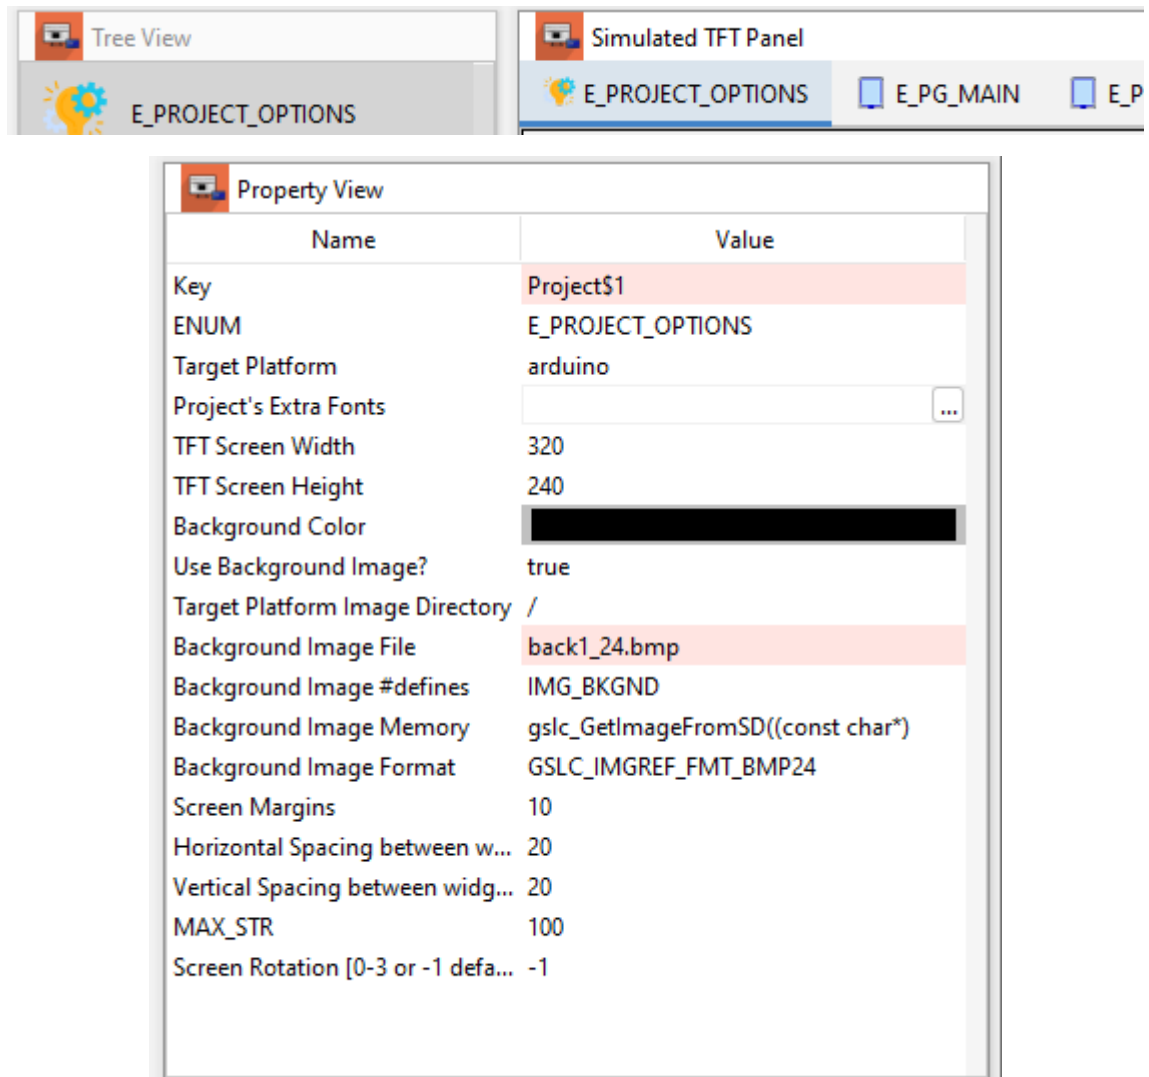 Tree View
E_PROJECT_OPTIONS
Simulated TFT Panel
E_PROJECT_OPTIONS E_PG_MAIN E_P
Property View
Name Value
Key Project$1
ENUM E_PROJECT_OPTIONS
Target Platform arduino
Project's Extra Fonts ...
TFT Screen Width 320
TFT Screen Height 240
Background Color
Use Background Image? true
Target Platform Image Directory /
Background Image File back1_24.bmp
Background Image #defines IMG_BKGND
Background Image Memory gslc_GetImageFromSD((const char*)
Background Image Format GSLC_IMGREF_FMT_BMP24
Screen Margins 10
Horizontal Spacing between w... 20
Vertical Spacing between widg... 20
MAX_STR 100
Screen Rotation [0-3 or -1 defa... -1